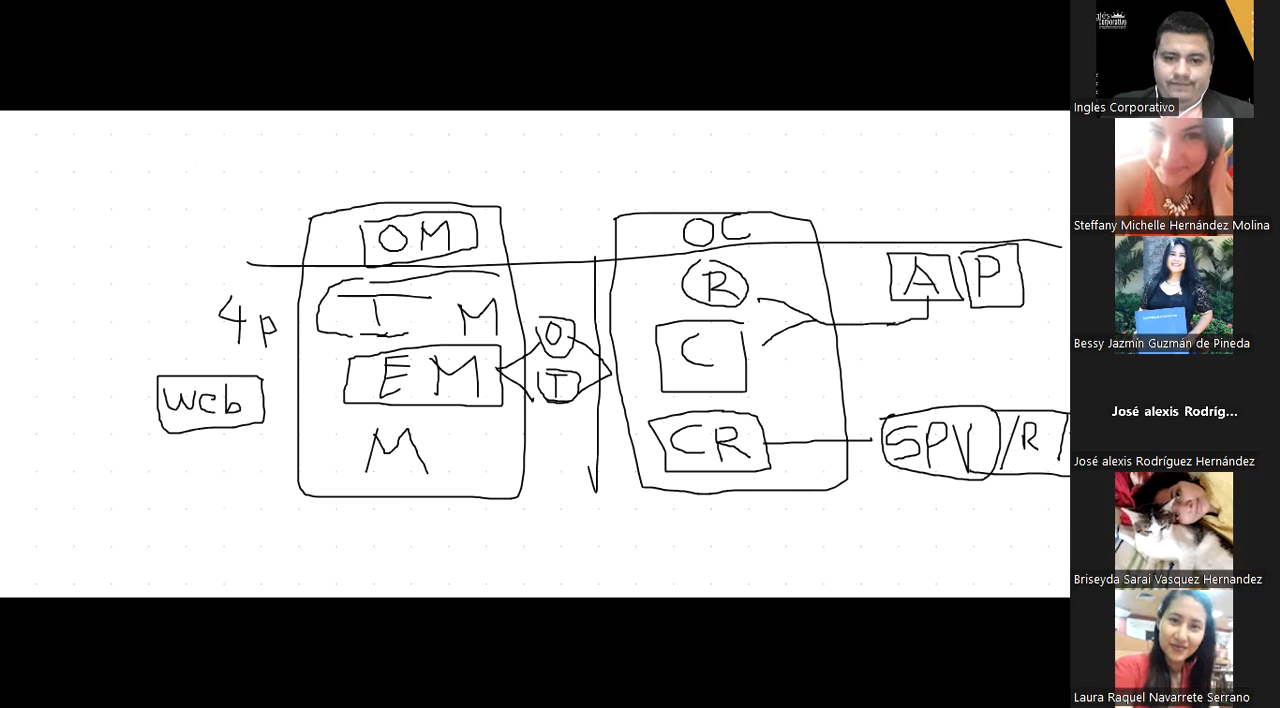 OM
I M
4p
EM
web
M
O
T
OC
R
C
CR
A P
SPV/R/
Ingles Corporativo
Steffany Michelle Hernández Molina
Bessy Jazmín Guzmán de Pineda
José alexis Rodríg...
José alexis Rodríguez Hernández
Briseyda Sarai Vasquez Hernandez
Laura Raquel Navarrete Serrano